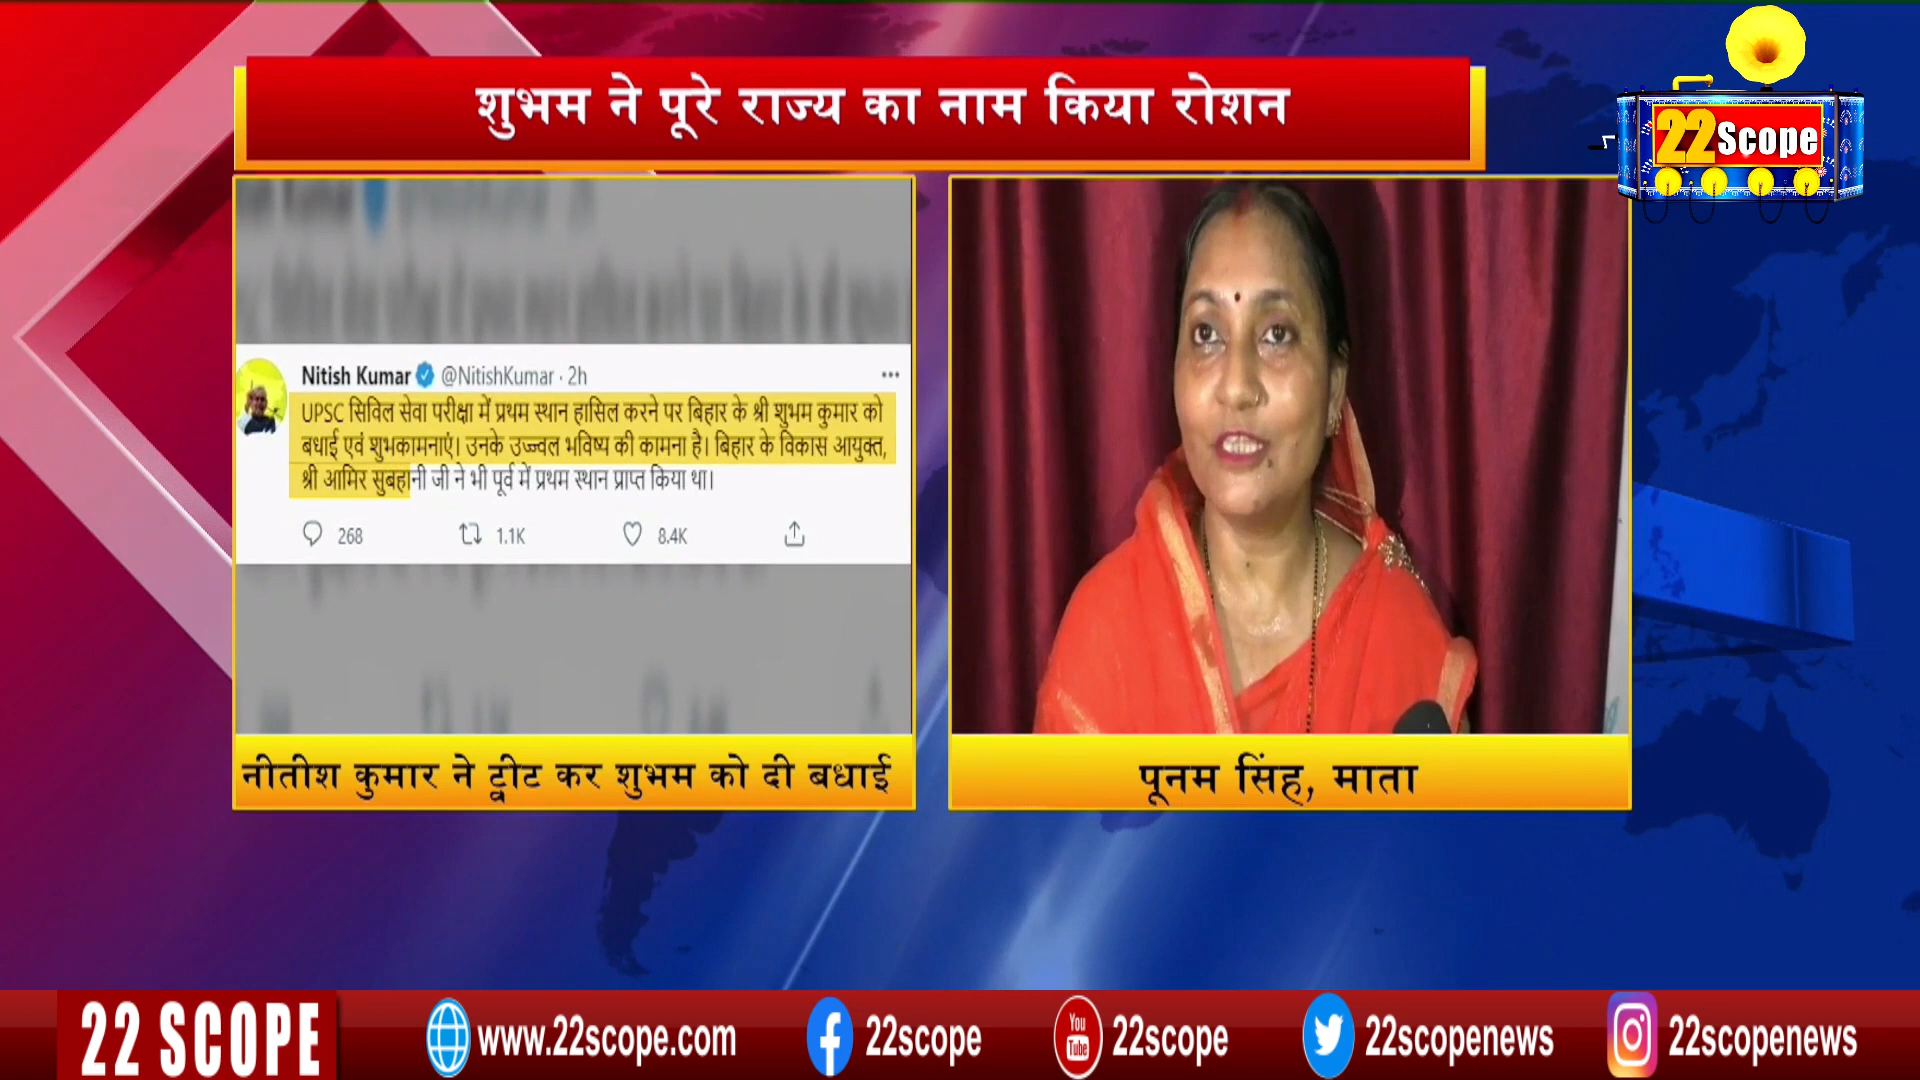 शुभम ने पूरे राज्य का नाम किया रोशन
22Scope
Nitish Kumar @NitishKumar · 2h
UPSC सिविल सेवा परीक्षा में प्रथम स्थान हासिल करने पर बिहार के श्री शुभम कुमार को
बधाई एवं शुभकामनाएं। उनके उज्ज्वल भविष्य की कामना है। बिहार के विकास आयुक्त,
श्री आमिर सुबहानी जी ने भी पूर्व में प्रथम स्थान प्राप्त किया था।
268 1.1K 8.4K
नीतीश कुमार ने ट्वीट कर शुभम को दी बधाई
पूनम सिंह, माता
22 SCOPE
www.22scope.com
22scope
You Tube
22scope
22scopenews
22scopenews